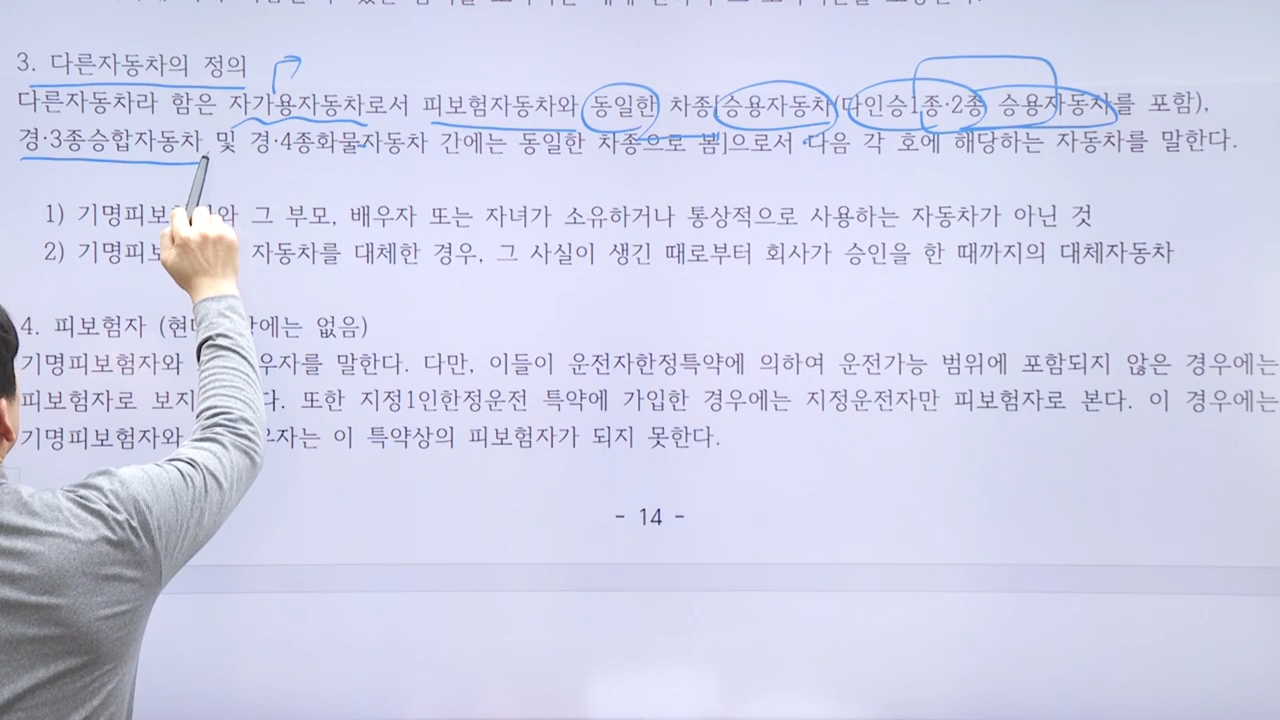 3. 다른자동차의 정의
다른자동차라 함은 자가용자동차로서 피보험자동차와 동일한 차종[승용자동차(다인승1종·2종 승용자동차를 포함),
경·3종승합자동차 및 경·4종화물자동차 간에는 동일한 차종으로 봄]으로서 다음 각 호에 해당하는 자동차를 말한다.
1) 기명피보 와 그 부모, 배우자 또는 자녀가 소유하거나 통상적으로 사용하는 자동차가 아닌 것
2) 기명피보 자동차를 대체한 경우, 그 사실이 생긴 때로부터 회사가 승인을 한 때까지의 대체자동차
4. 피보험자 에는 없음)
기명피보험자와 우자를 말한다. 다만, 이들이 운전자한정특약에 의하여 운전가능 범위에 포함되지 않은 경우에는
피보험자로 보지 다. 또한 지정1인한정운전 특약에 가입한 경우에는 지정운전자만 피보험자로 본다. 이 경우에는
기명피보험자와 자는 이 특약상의 피보험자가 되지 못한다.
- 14 -